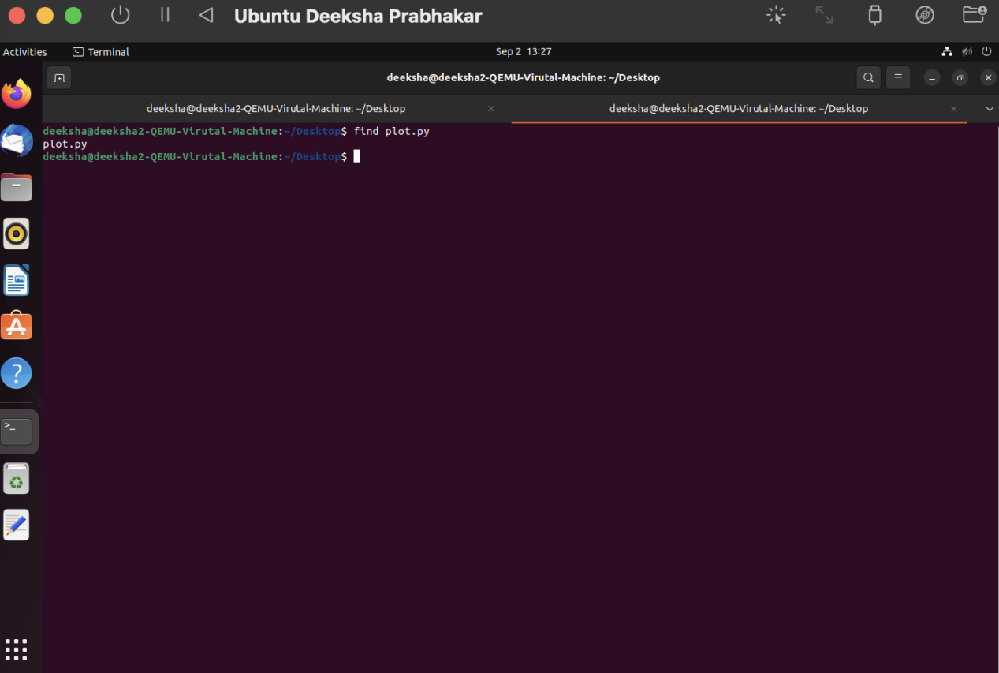 Ubuntu Deeksha Prabhakar
Activities Terminal Sep 2 13:27
deeksha@deeksha2-QEMU-Virutal-Machine: ~/Desktop
deeksha@deeksha2-QEMU-Virutal-Machine: ~/Desktop deeksha@deeksha2-QEMU-Virutal-Machine: ~/Desktop
deeksha@deeksha2-QEMU-Virutal-Machine:~/Desktop$ find plot.py
plot.py
deeksha@deeksha2-QEMU-Virutal-Machine:~/Desktop$